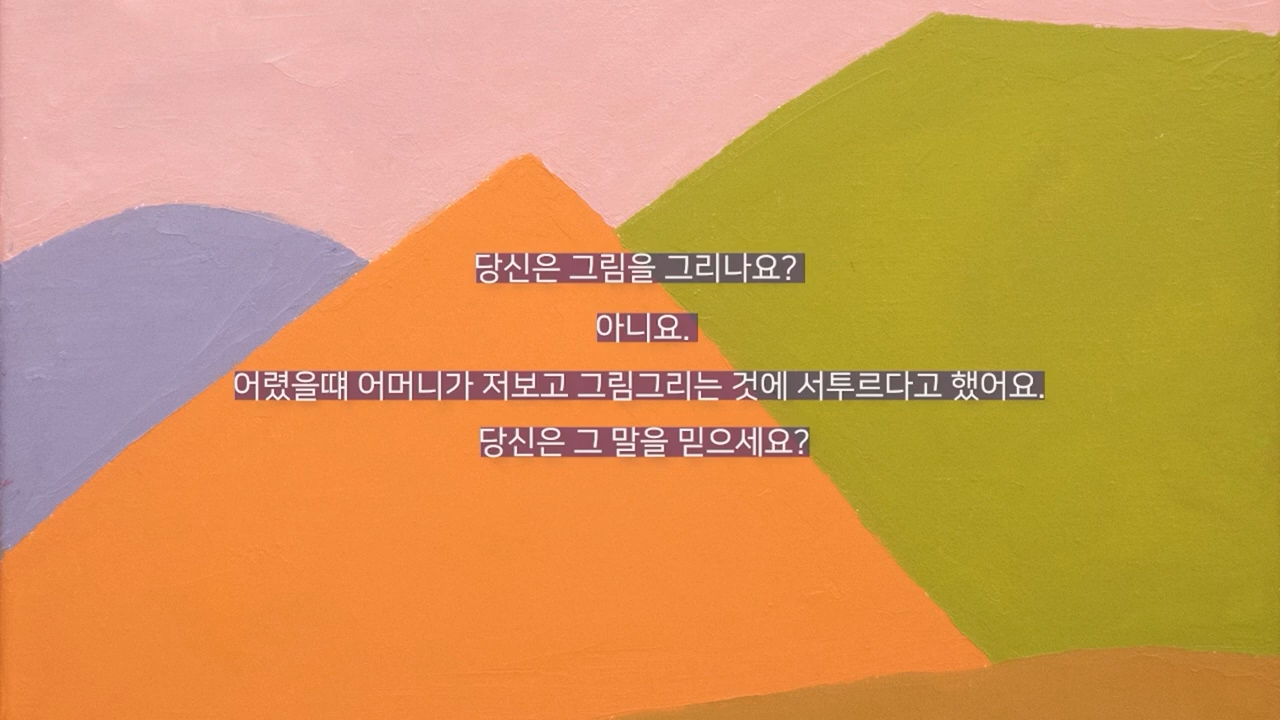 당신은 그림을 그리나요?
아니요.
어렸을떄 어머니가 저보고 그림그리는 것에 서투르다고 했어요.
당신은 그 말을 믿으세요?